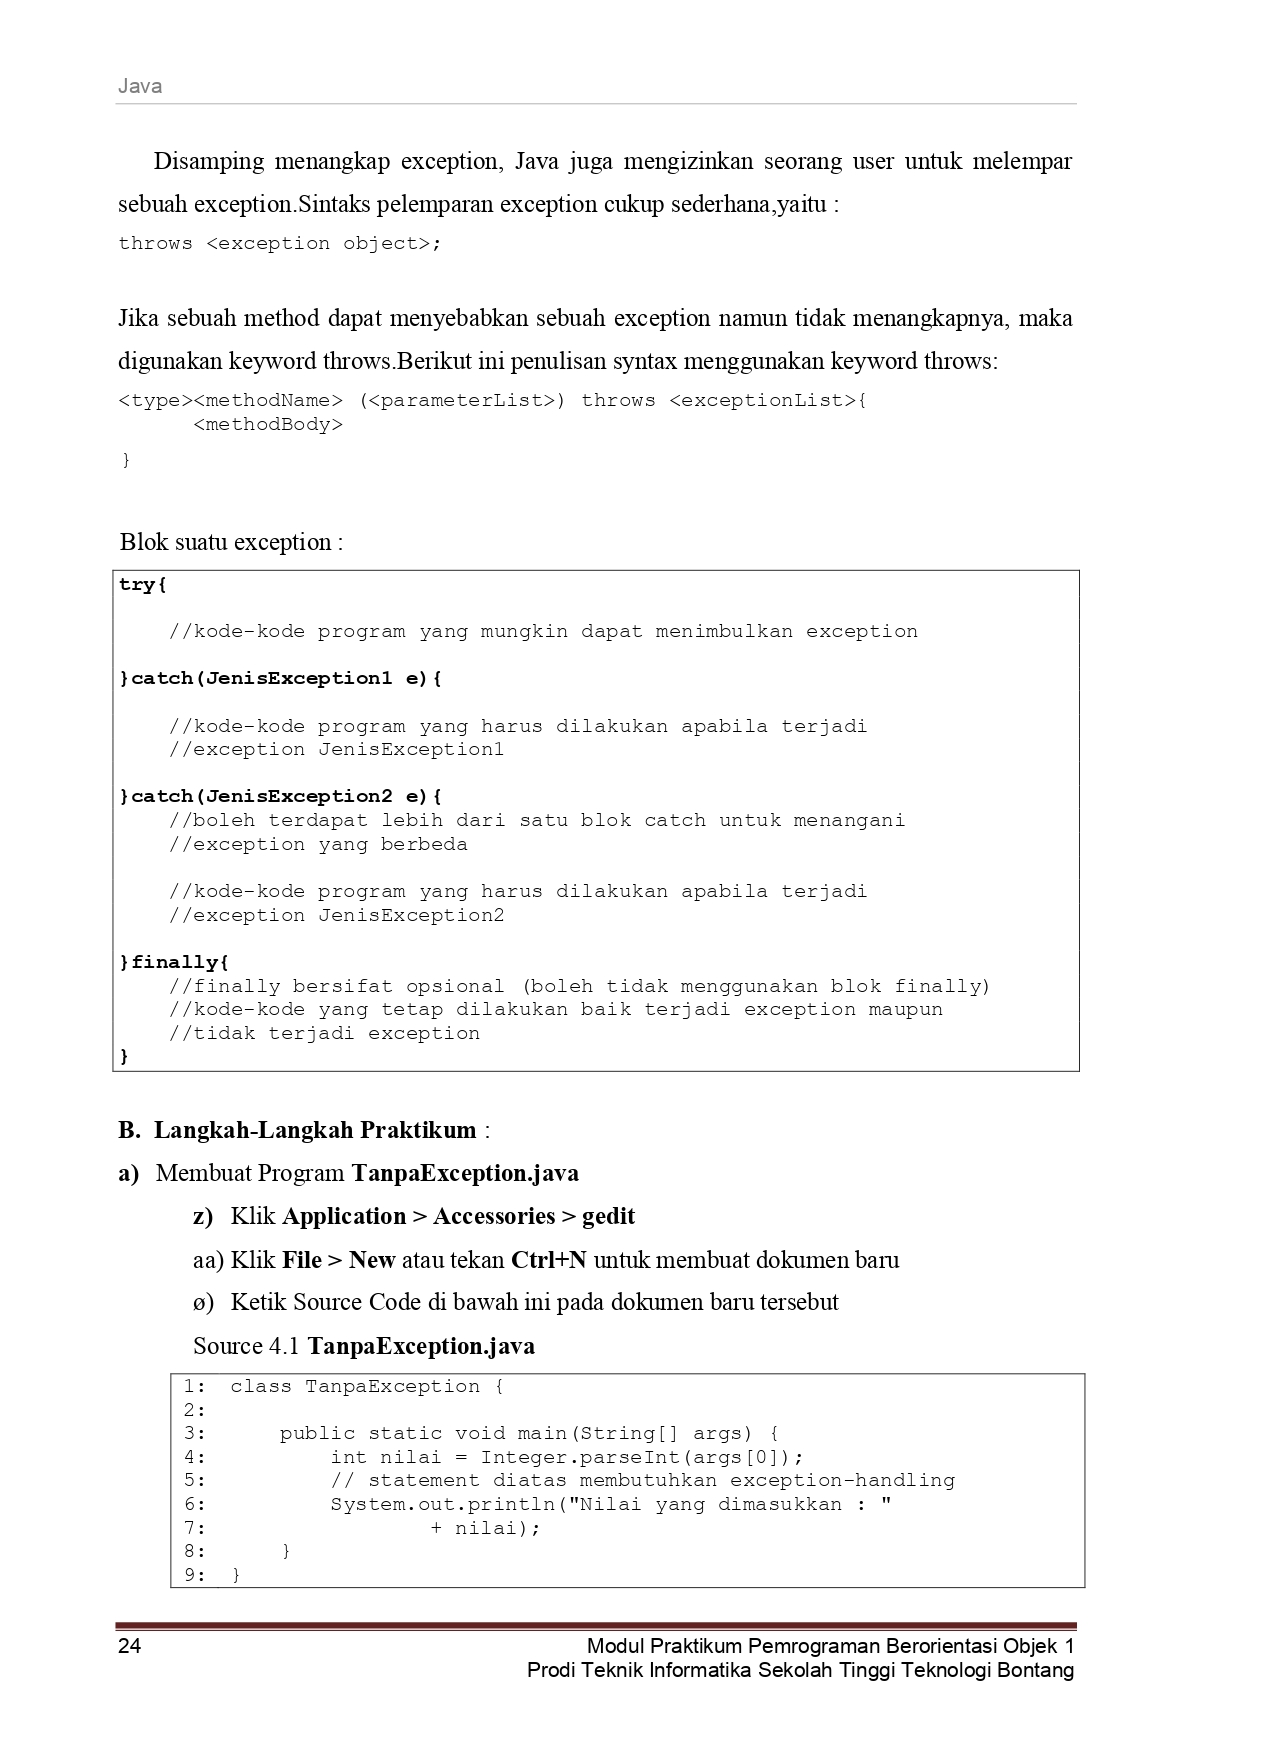 Java
Disamping menangkap exception, Java juga mengizinkan seorang user untuk melempar
sebuah exception.Sintaks pelemparan exception cukup sederhana,yaitu :
throws <exception object>;
Jika sebuah method dapat menyebabkan sebuah exception namun tidak menangkapnya, maka
digunakan keyword throws.Berikut ini penulisan syntax menggunakan keyword throws:
<type><methodName> (<parameterList>) throws <exceptionList>{
      <methodBody>
}
Blok suatu exception :
try{
    //kode-kode program yang mungkin dapat menimbulkan exception
}catch(JenisException1 e){
    //kode-kode program yang harus dilakukan apabila terjadi
    //exception JenisException1
}catch(JenisException2 e){
    //boleh terdapat lebih dari satu blok catch untuk menangani
    //exception yang berbeda
    //kode-kode program yang harus dilakukan apabila terjadi
    //exception JenisException2
}finally{
    //finally bersifat opsional (boleh tidak menggunakan blok finally)
    //kode-kode yang tetap dilakukan baik terjadi exception maupun
    //tidak terjadi exception
}
B. Langkah-Langkah Praktikum :
a) Membuat Program TanpaException.java
z) Klik Application > Accessories > gedit
aa) Klik File > New atau tekan Ctrl+N untuk membuat dokumen baru
ø) Ketik Source Code di bawah ini pada dokumen baru tersebut
Source 4.1 TanpaException.java
1: class TanpaException {
2:
3:     public static void main(String[] args) {
4:         int nilai = Integer.parseInt(args[0]);
5:         // statement diatas membutuhkan exception-handling
6:         System.out.println("Nilai yang dimasukkan : "
7:                 + nilai);
8:     }
9: }
24 Modul Praktikum Pemrograman Berorientasi Objek 1
Prodi Teknik Informatika Sekolah Tinggi Teknologi Bontang